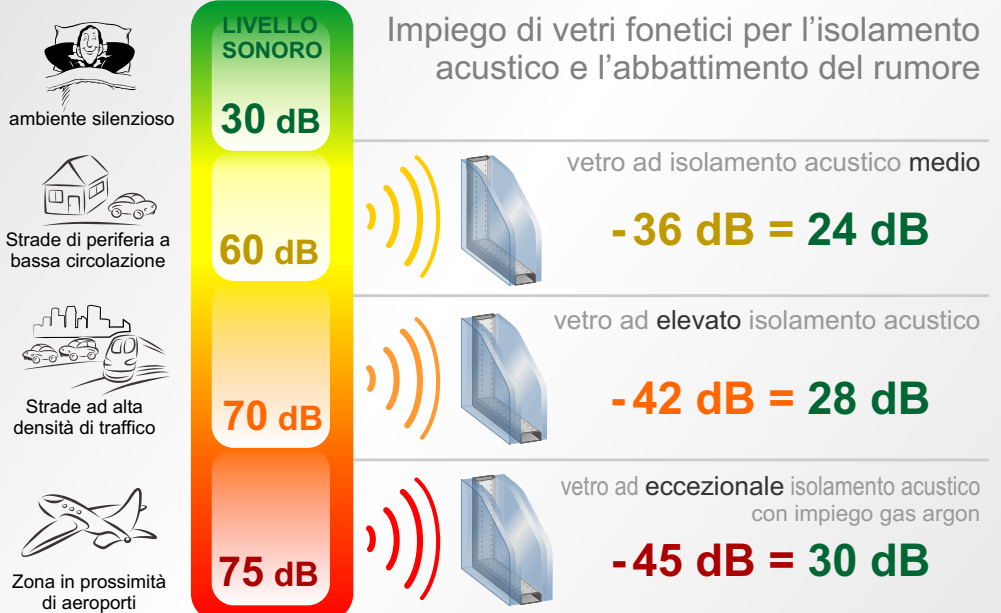 LIVELLO
SONORO
Impiego di vetri fonetici per l'isolamento
acustico e l'abbattimento del rumore
ambiente silenzioso
30 dB
Strade di periferia a
bassa circolazione
60 dB
vetro ad isolamento acustico medio
-36 dB = 24 dB
Strade ad alta
densità di traffico
70 dB
vetro ad elevato isolamento acustico
-42 dB = 28 dB
Zona in prossimità
di aeroporti
75 dB
vetro ad eccezionale isolamento acustico
con impiego gas argon
-45 dB = 30 dB